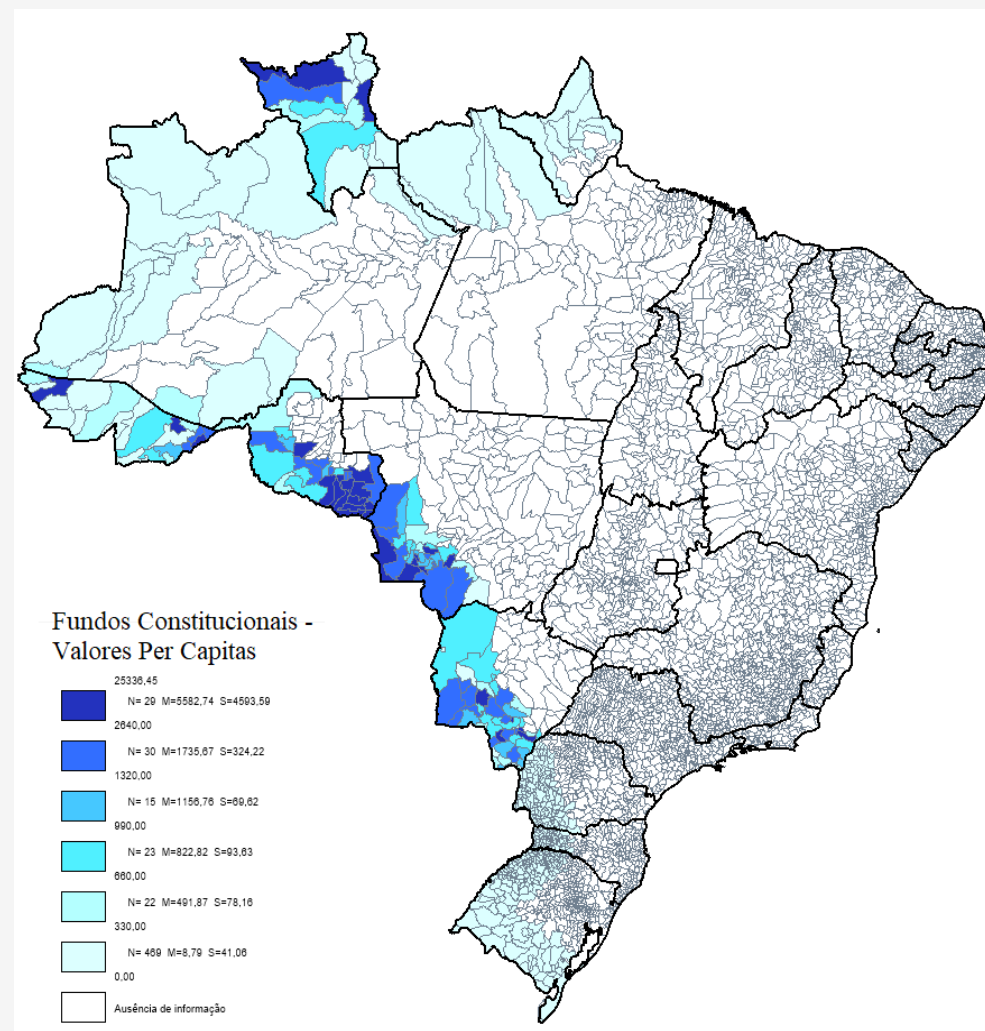 Fundos Constitucionais -
Valores Per Capitas
25336,45
N= 29 M=5582,74 S=4593,59
2640,00
N= 30 M=1735,67 S=324,22
1320,00
N= 15 M=1156,76 S=69,62
990,00
N= 23 M=822,82 S=93,63
660,00
N= 22 M=491,87 S=78,16
330,00
N= 469 M=8,79 S=41,06
0,00
Ausência de informação